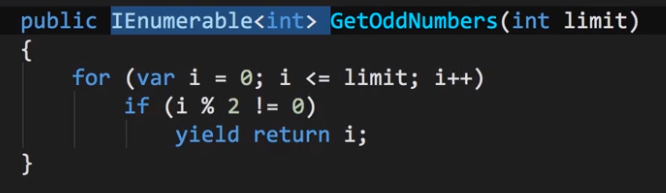 public IEnumerable<int> GetOddNumbers(int limit)
{
    for (var i = 0; i <= limit; i++)
        if (i % 2 != 0)
            yield return i;
}